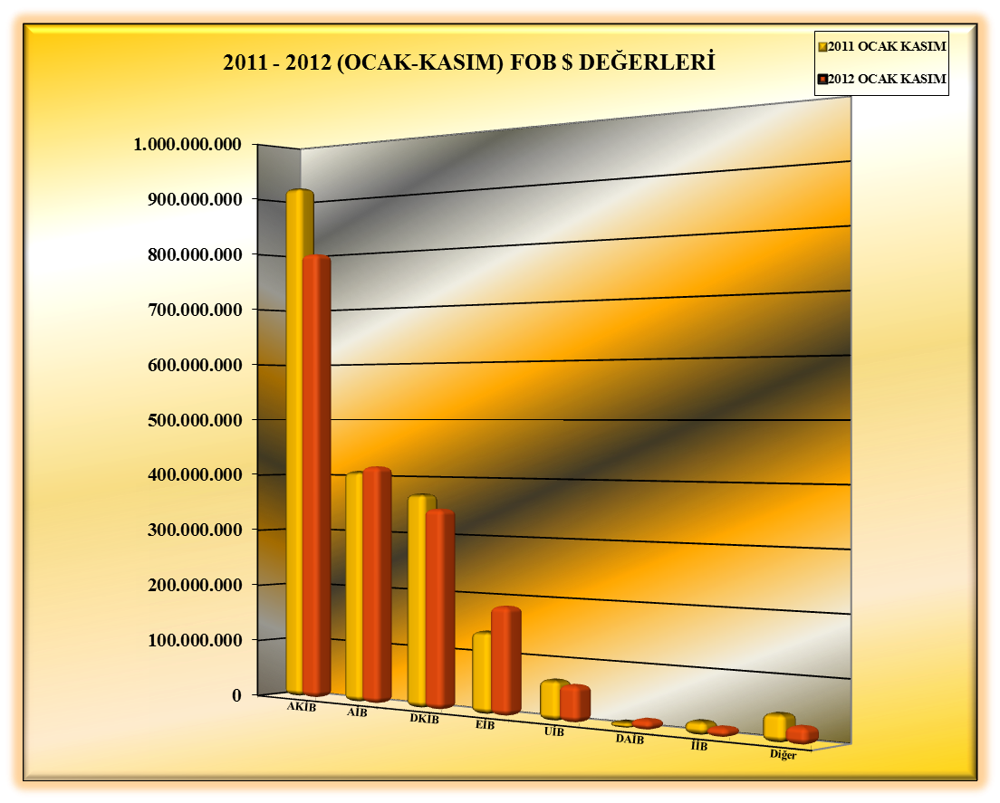 2011 - 2012 (OCAK-KASIM) FOB $ DEĞERLERİ
2011 OCAK KASIM
2012 OCAK KASIM
1.000.000.000
900.000.000
800.000.000
700.000.000
600.000.000
500.000.000
400.000.000
300.000.000
200.000.000
100.000.000
0
AKİB
AİB
DKİB
EİB
UİB
DAİB
İİB
Diğer